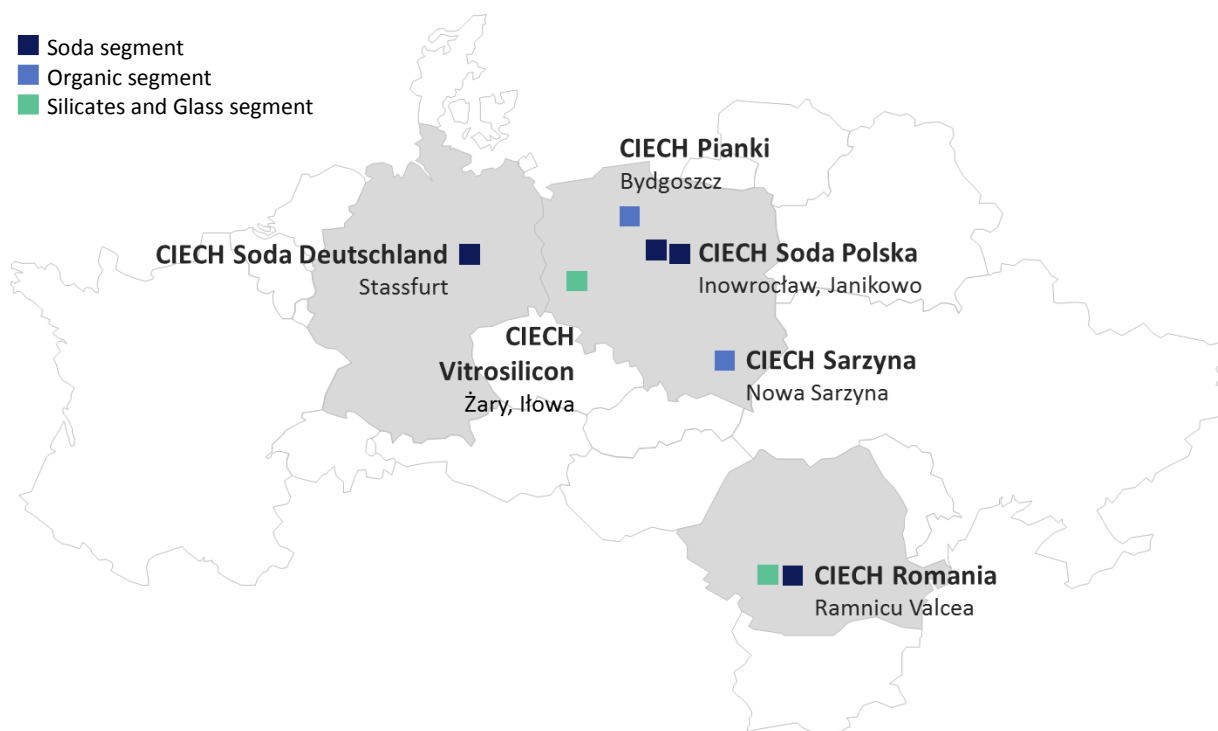 Soda segment
Organic segment
Silicates and Glass segment
CIECH Pianki
Bydgoszcz
CIECH Soda Deutschland
Stassfurt
CIECH Soda Polska
Inowrocław, Janikowo
CIECH
Vitrosilicon
Żary, Iłowa
CIECH Sarzyna
Nowa Sarzyna
CIECH Romania
Ramnicu Valcea